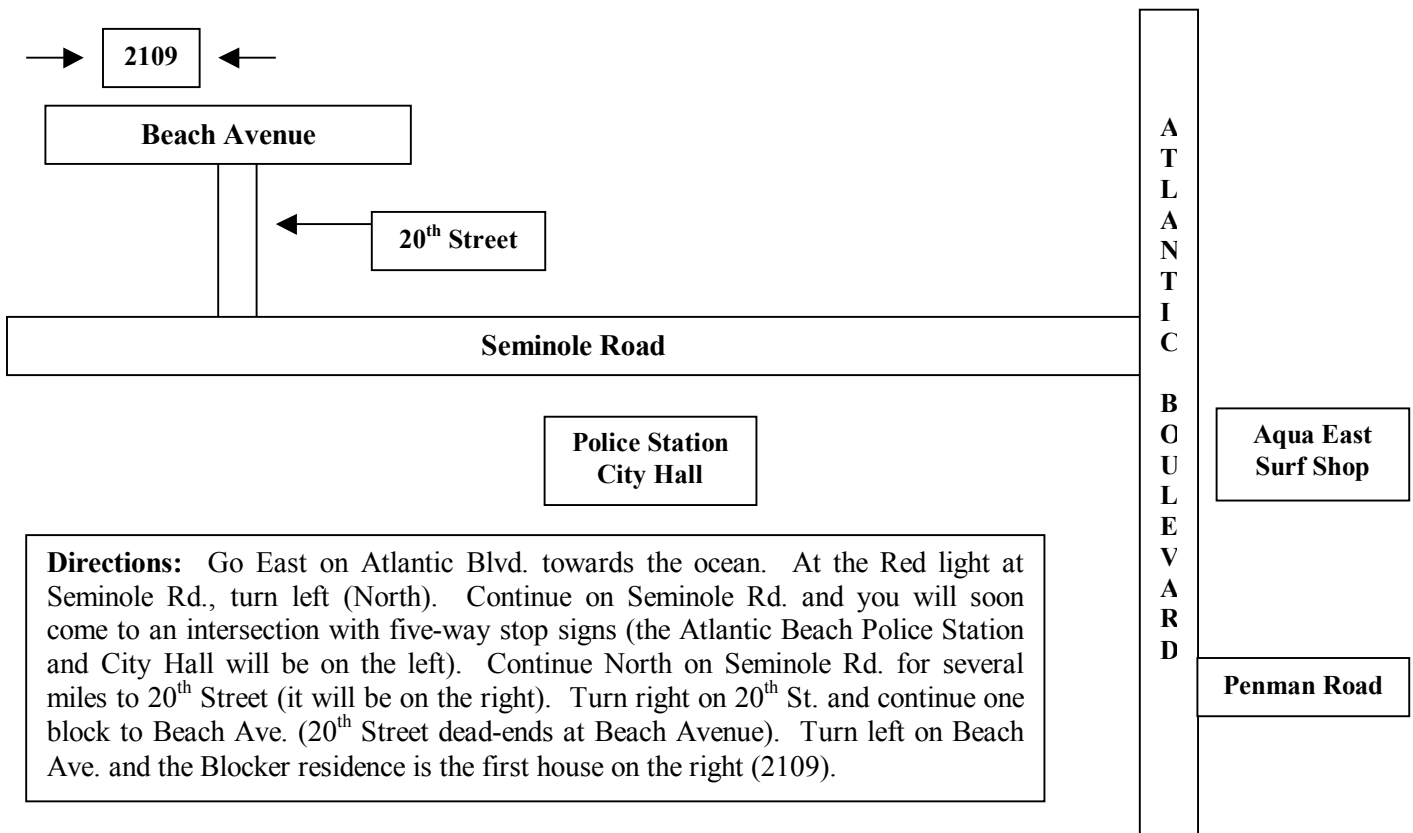 2109
Beach Avenue
20th Street
Seminole Road
ATLANTIC BOULEVARD
Police Station
City Hall
Aqua East
Surf Shop
Penman Road
Directions: Go East on Atlantic Blvd. towards the ocean. At the Red light at
Seminole Rd., turn left (North). Continue on Seminole Rd. and you will soon
come to an intersection with five-way stop signs (the Atlantic Beach Police Station
and City Hall will be on the left). Continue North on Seminole Rd. for several
miles to 20th Street (it will be on the right). Turn right on 20th St. and continue one
block to Beach Ave. (20th Street dead-ends at Beach Avenue). Turn left on Beach
Ave. and the Blocker residence is the first house on the right (2109).